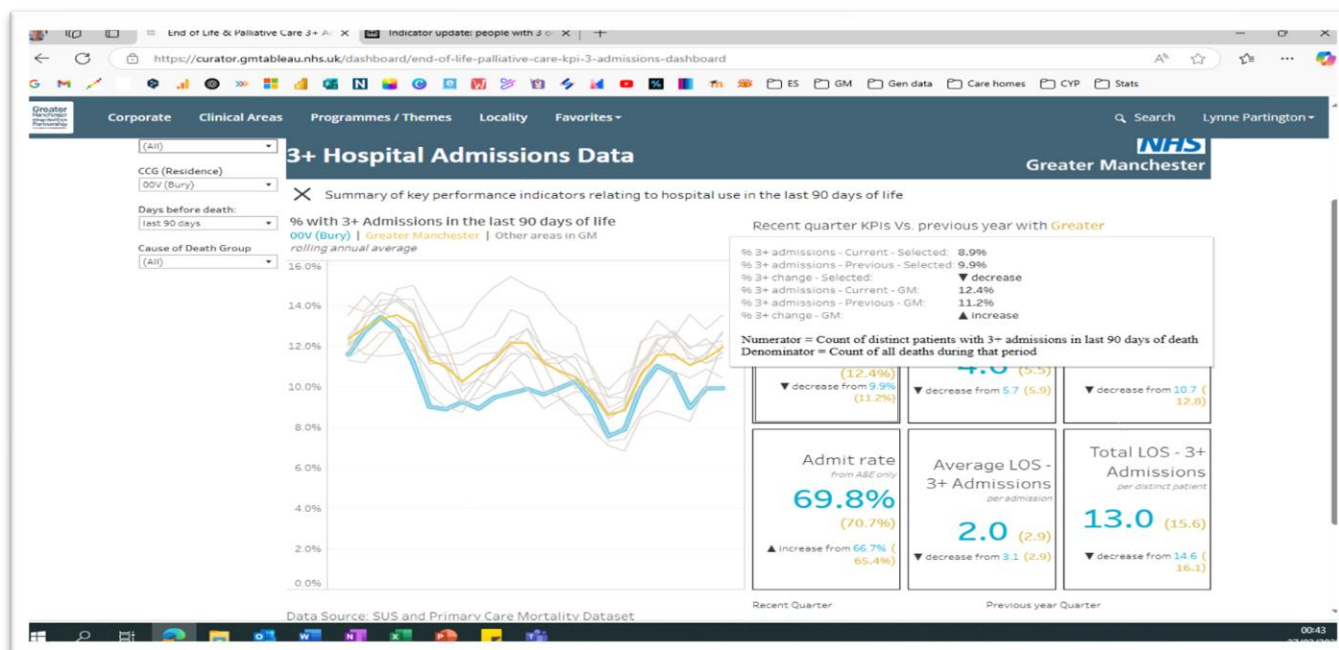 End of Life & Palliative Care 3+ A
Indicator update: people with 3 o
https://curator.gmtableau.nhs.uk/dashboard/end-of-life-palliative-care-kpi-3-admissions-dashboard
ES GM Gen data Care homes CYP Stats
Greater Manchester
Corporate Clinical Areas Programmes / Themes Locality Favorites Search Lynne Partington
(All)
CCG (Residence)
00V (Bury)
Days before death:
last 90 days
Cause of Death Group
(All)
3+ Hospital Admissions Data
NHS
Greater Manchester
Summary of key performance indicators relating to hospital use in the last 90 days of life
% with 3+ Admissions in the last 90 days of life
00V (Bury) | Greater Manchester | Other areas in GM
rolling annual average
16.0%
14.0%
12.0%
10.0%
8.0%
6.0%
4.0%
2.0%
0.0%
Data Source: SUS and Primary Care Mortality Dataset
Recent quarter KPIs Vs. previous year with Greater
% 3+ admissions - Current - Selected: 8.9%
% 3+ admissions - Previous - Selected: 9.9%
% 3+ change - Selected: ▼ decrease
% 3+ admissions - Current - GM: 12.4%
% 3+ admissions - Previous - GM: 11.2%
% 3+ change - GM: ▲ increase
Numerator = Count of distinct patients with 3+ admissions in last 90 days of death
Denominator = Count of all deaths during that period
(12.4%)
▼ decrease from 9.9%
(11.2%)
(5.5)
▼ decrease from 5.7 (5.9)
▼ decrease from 10.7 (
12.8)
Admit rate
from A&E only
69.8%
(70.7%)
▲ increase from 66.7% (
65.4%)
Average LOS -
3+ Admissions
per admission
2.0 (2.9)
▼ decrease from 3.1 (2.9)
Total LOS - 3+
Admissions
per distinct patient
13.0 (15.6)
▼ decrease from 14.6 (
16.1)
Recent Quarter Previous year Quarter
00:43